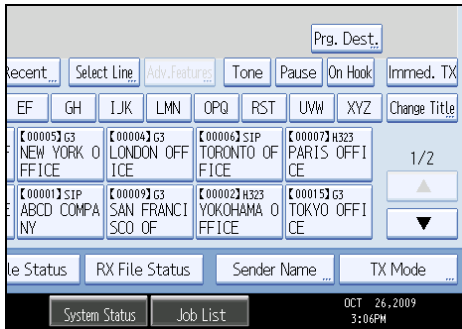 Prg. Dest.
Recent Select Line Adv.Features Tone Pause On Hook Immed. TX
EF GH IJK LMN OPQ RST UVW XYZ Change Title
【00005】G3 【00004】G3 【00006】SIP 【00007】H323
NEW YORK O LONDON OFF TORONTO OF PARIS OFFI
FFICE ICE FICE CE
1/2
【00001】SIP 【00009】G3 【00002】H323 【00015】G3
ABCD COMPA SAN FRANCI YOKOHAMA O TOKYO OFFI
NY SCO OF FFICE CE
le Status RX File Status Sender Name TX Mode
System Status Job List OCT 26,2009
3:06PM